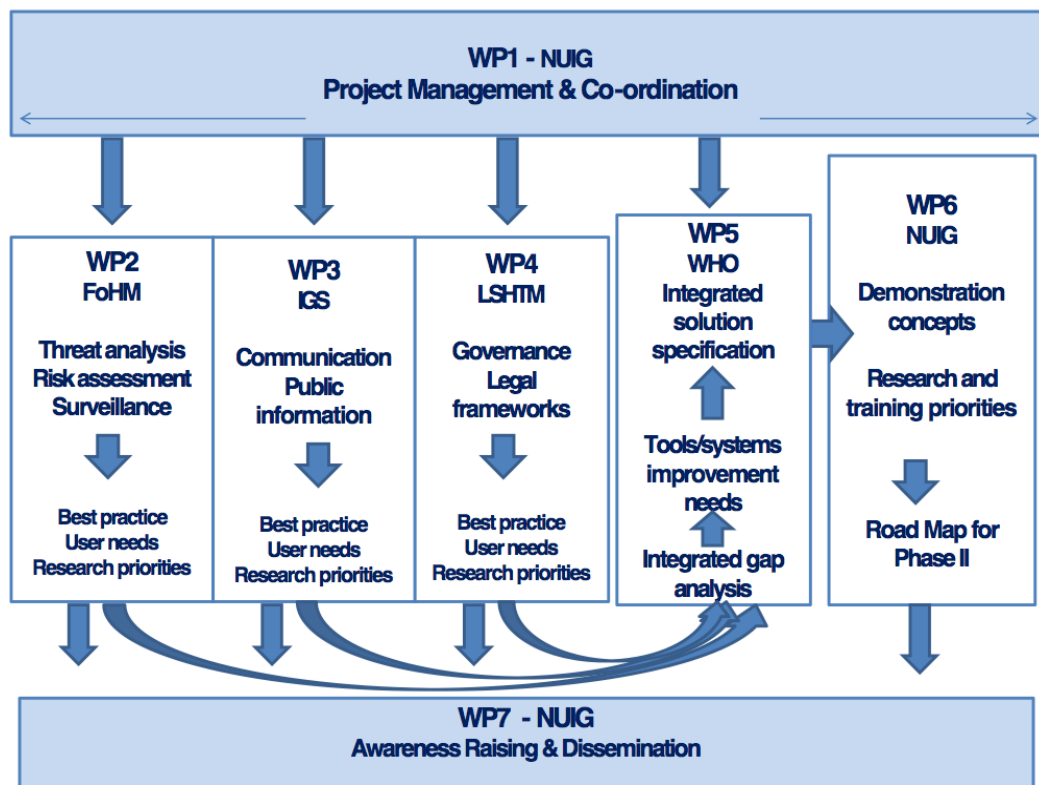 WP1 - NUIG
Project Management & Co-ordination
WP2
FoHM
Threat analysis
Risk assessment
Surveillance
Best practice
User needs
Research priorities
WP3
IGS
Communication
Public
information
Best practice
User needs
Research priorities
WP4
LSHTM
Governance
Legal
frameworks
Best practice
User needs
Research priorities
WP5
WHO
Integrated
solution
specification
Tools/systems
improvement
needs
Integrated gap
analysis
WP6
NUIG
Demonstration
concepts
Research and
training priorities
Road Map for
Phase II
WP7 - NUIG
Awareness Raising & Dissemination